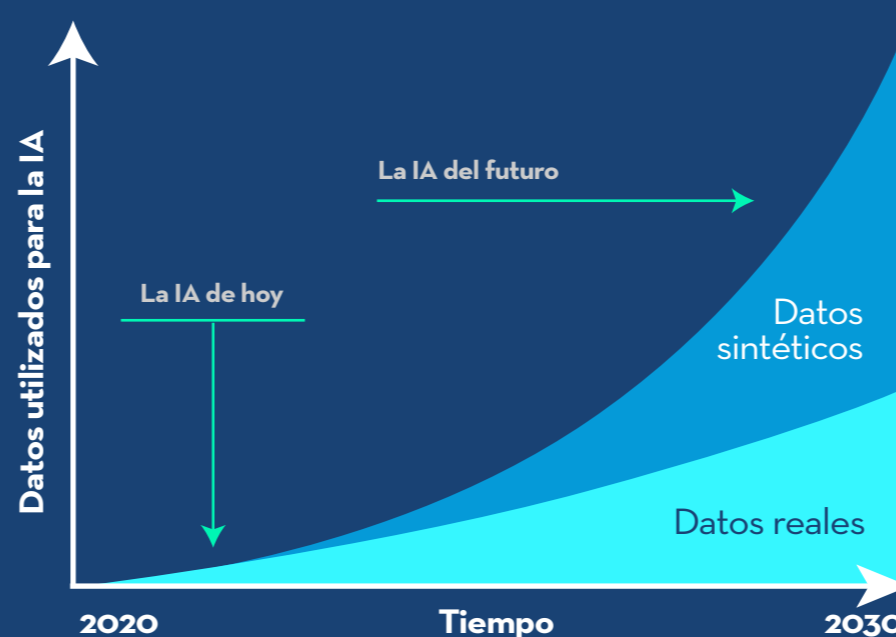 Datos utilizados para la IA
La IA del futuro
La IA de hoy
Datos
sintéticos
Datos reales
2020
Tiempo
2030